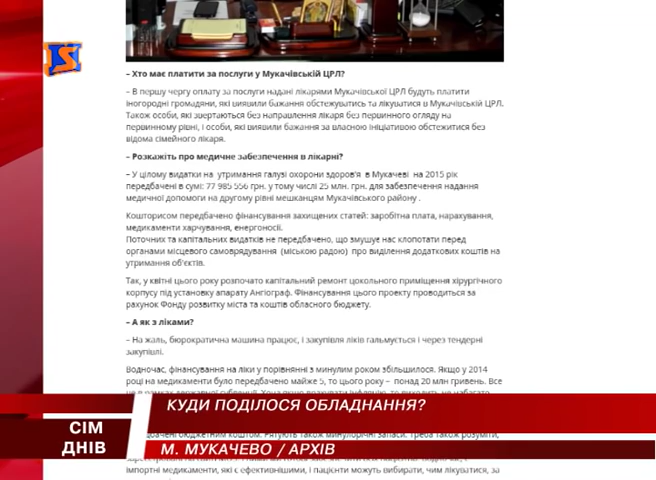 – Хто має платити за послуги у Мукачівській ЦРЛ?
– В першу чергу оплату за послуги надані лікарями Мукачівської ЦРЛ будуть платити
іногородні громадяни, які виявили бажання обстежуватись та лікуватися в Мукачівській ЦРЛ.
Також особи, які звертаються без направлення лікаря без первинного огляду на
первинному рівні, і особи, які виявили бажання за власною ініціативою обстежитися без
відома сімейного лікаря.
– Розкажіть про медичне забезпечення в лікарні?
– У цілому видатки на утримання галузі охорони здоров'я в Мукачеві на 2015 рік
передбачені в сумі: 77 985 556 грн. у тому числі 25 млн. грн. для забезпечення надання
медичної допомоги на другому рівні мешканцям Мукачівського району .
Кошторисом передбачено фінансування захищених статей: заробітна плата, нарахування,
медикаменти харчування, енергоносії.
Поточних та капітальних видатків не передбачено, що змушує нас клопотати перед
органами місцевого самоврядування (міською радою) про виділення додаткових коштів на
утримання об'єктів.
Так, у квітні цього року розпочато капітальний ремонт цокольного приміщення хірургічного
корпусу під установку апарату Ангіограф. Фінансування цього проекту проводиться за
рахунок Фонду розвитку міста та коштів обласного бюджету.
– А як з ліками?
– На жаль, бюрократична машина працює, і закупівля ліків гальмується і через тендерні
закупівлі.
Водночас, фінансування на ліки у порівнянні з минулим роком збільшилося. Якщо у 2014
році на медикаменти було передбачено майже 5, то цього року – понад 20 млн гривень. Все
КУДИ ПОДІЛОСЯ ОБЛАДНАННЯ?
бюджетним коштом. Рятують також минулорічні запаси. Треба також розуміти,
СІМ
ДНІВ
М. МУКАЧЕВО / АРХІВ
імпортні медикаменти, які є ефективнішими, і пацієнти можуть вибирати, чим лікуватися, за